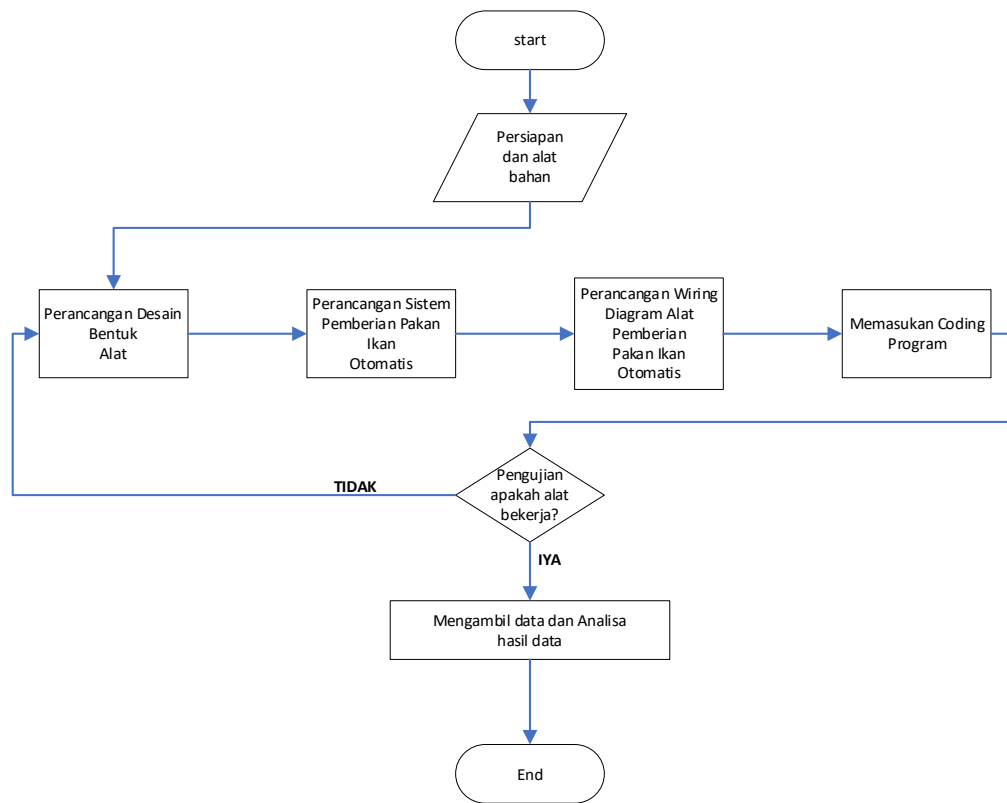 start
Persiapan
dan alat
bahan
Perancangan Desain
Bentuk
Alat
Perancangan Sistem
Pemberian Pakan
Ikan
Otomatis
Perancangan Wiring
Diagram Alat
Pemberian
Pakan Ikan
Otomatis
Memasukan Coding
Program
Pengujian
apakah alat
bekerja?
TIDAK
IYA
Mengambil data dan Analisa
hasil data
End